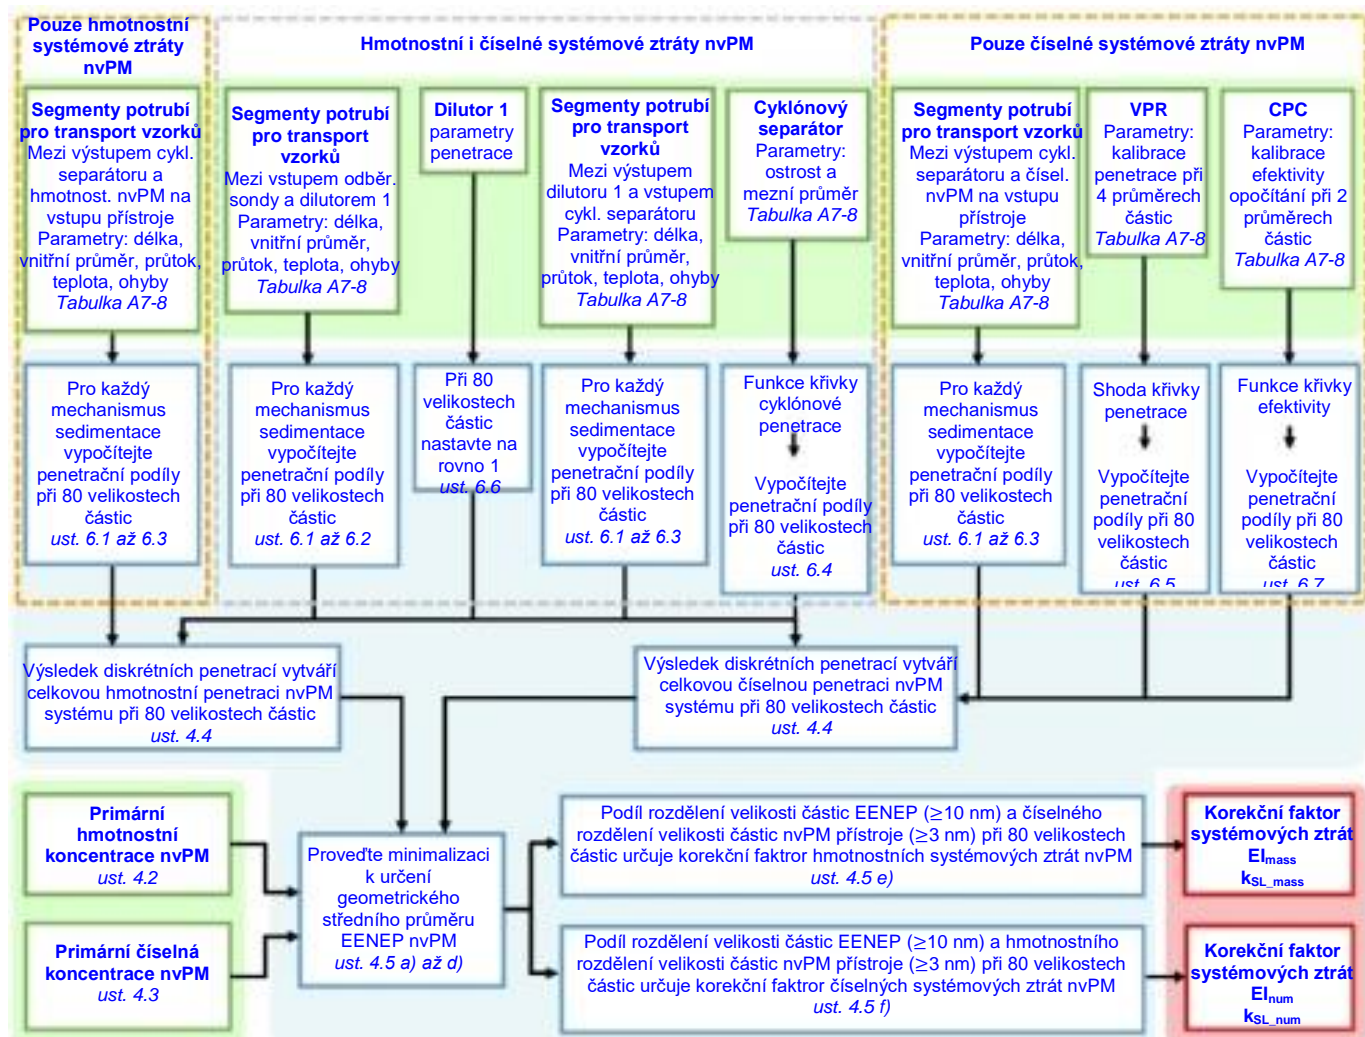 Pouze hmotnostní
systémové ztráty
nvPM
Hmotnostní i číselné systémové ztráty nvPM
Pouze číselné systémové ztráty nvPM
Segmenty potrubí
pro transport vzorků
Mezi výstupem cykl.
separátoru a
hmotnost. nvPM na
vstupu přístroje
Parametry: délka,
vnitřní průměr, průtok,
teplota, ohyby
Tabulka A7-8
Segmenty potrubí
pro transport
vzorků
Mezi vstupem odběr.
sondy a dilutorem 1
Parametry: délka,
vnitřní průměr,
průtok, teplota, ohyby
Tabulka A7-8
Dilutor 1
parametry
penetrace
Segmenty potrubí
pro transport
vzorků
Mezi výstupem
dilutoru 1 a vstupem
cykl. separátoru
Parametry: délka,
vnitřní průměr,
průtok, teplota, ohyby
Tabulka A7-8
Cyklónový
separátor
Parametry:
ostrost a
mezní průměr
Tabulka A7-8
Segmenty potrubí
pro transport vzorků
Mezi výstupem cykl.
separátoru a čísel.
nvPM na vstupu
přístroje
Parametry: délka,
vnitřní průměr, průtok,
teplota, ohyby
Tabulka A7-8
VPR
Parametry:
kalibrace
penetrace při
4 průměrech
částic
Tabulka A7-8
CPC
Parametry:
kalibrace
efektivity
opočítání při 2
průměrech
částic
Tabulka A7-8
Pro každý
mechanismus
sedimentace
vypočítejte
penetrační podíly
při 80 velikostech
částic
ust. 6.1 až 6.3
Pro každý
mechanismus
sedimentace
vypočítejte
penetrační podíly
při 80 velikostech
částic
ust. 6.1 až 6.2
Při 80
velikostech
částic
nastavte na
rovno 1
ust. 6.6
Pro každý
mechanismus
sedimentace
vypočítejte
penetrační podíly
při 80 velikostech
částic
ust. 6.1 až 6.3
Funkce křivky
cyklónové
penetrace
Vypočítejte
penetrační podíly
při 80 velikostech
částic
ust. 6.4
Pro každý
mechanismus
sedimentace
vypočítejte
penetrační podíly
při 80 velikostech
částic
ust. 6.1 až 6.3
Shoda křivky
penetrace
Vypočítejte
penetrační
podíly při 80
velikostech
částic
ust. 6.5
Funkce křivky
efektivity
Vypočítejte
penetrační
podíly při 80
velikostech
částic
ust. 6.7
Výsledek diskrétních penetrací vytváří
celkovou hmotnostní penetraci nvPM
systému při 80 velikostech částic
ust. 4.4
Výsledek diskrétních penetrací vytváří
celkovou číselnou penetraci nvPM
systému při 80 velikostech částic
ust. 4.4
Primární
hmotnostní
koncentrace nvPM
ust. 4.2
Primární číselná
koncentrace nvPM
ust. 4.3
Proveďte minimalizaci
k určení
geometrického
středního průměru
EENEP nvPM
ust. 4.5 a) až d)
Podíl rozdělení velikosti částic EENEP (≥10 nm) a číselného
rozdělení velikosti částic nvPM přístroje (≥3 nm) při 80 velikostech
částic určuje korekční faktror hmotnostních systémových ztrát nvPM
ust. 4.5 e)
Podíl rozdělení velikosti částic EENEP (≥10 nm) a hmotnostního
rozdělení velikosti částic nvPM přístroje (≥3 nm) při 80 velikostech
částic určuje korekční faktror číselných systémových ztrát nvPM
ust. 4.5 f)
Korekční faktor
systémových ztrát
EImass
kSL_mass
Korekční faktor
systémových ztrát
EInum
kSL_num